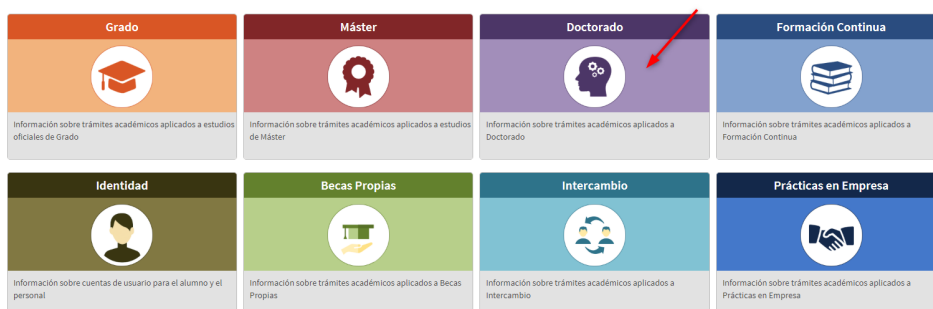 Grado
Máster
Doctorado
Formación Continua
Información sobre trámites académicos aplicados a estudios
oficiales de Grado
Información sobre trámites académicos aplicados a estudios
de Máster
Información sobre trámites académicos aplicados a
Doctorado
Información sobre trámites académicos aplicados a
Formación Continua
Identidad
Becas Propias
Intercambio
Prácticas en Empresa
Información sobre cuentas de usuario para el alumno y el
personal
Información sobre trámites académicos aplicados a Becas
Propias
Información sobre trámites académicos aplicados a
Intercambio
Información sobre trámites académicos aplicados a
Prácticas en Empresa